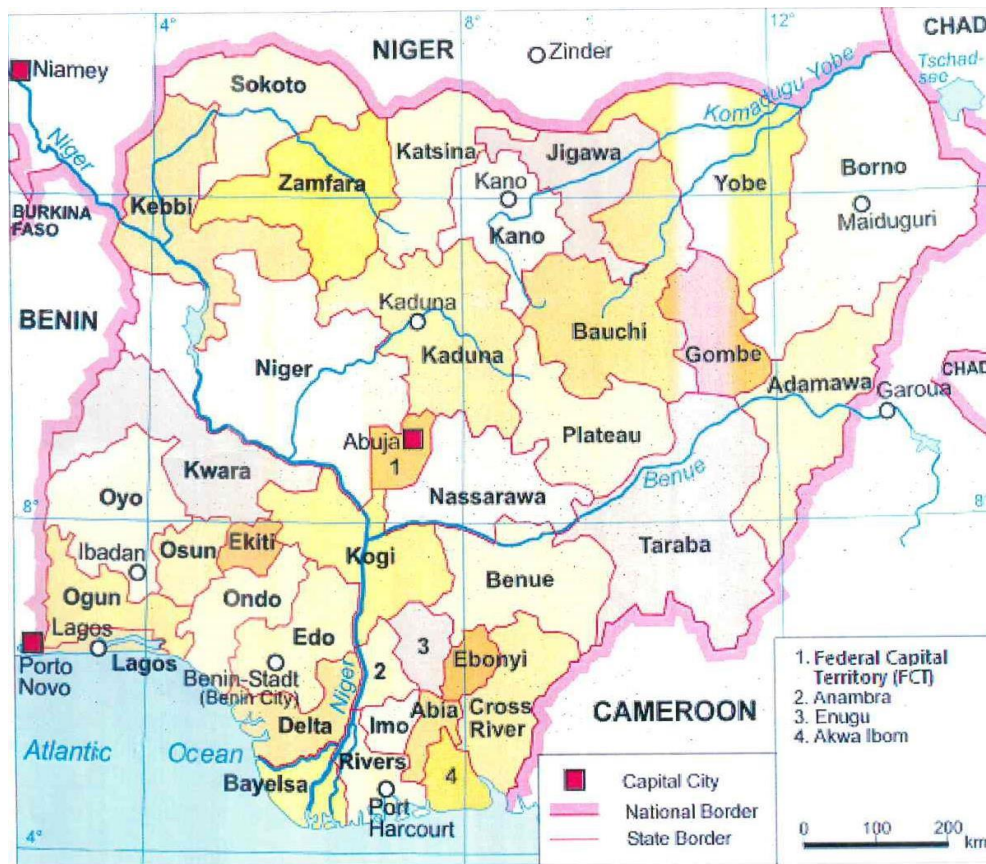 4°
8°
12°
CHAD
NIGER
Zinder
Niamey
Tschad-
see
Sokoto
Komadugu Yobe
Niger
Katsina
Jigawa
Borno
Zamfara
Kano
Yobe
Kebbi
BURKINA
FASO
Maiduguri
Kano
BENIN
Kaduna
Bauchi
Niger
Kaduna
Gombe
CHAD
Adamawa
Garoua
Abuja
Plateau
1
Kwara
Benue
Nassarawa
Oyo
8°
8
Ibadan
Osun
Ekiti
Kogi
Taraba
Benue
Ogun
Ondo
Lagos
Edo
3
Porto
Novo
Lagos
2
Ebonyi
Benin-Stadt
(Benin City)
Niger
Abia
Cross
River
CAMEROON
Delta
Imo
Atlantic Ocean
Rivers
Bayelsa
4
Port
Harcourt
4°
1. Federal Capital
Territory (FCT)
2. Anambra
3. Enugu
4. Akwa Ibom
Capital City
National Border
State Border
0 100 200
km